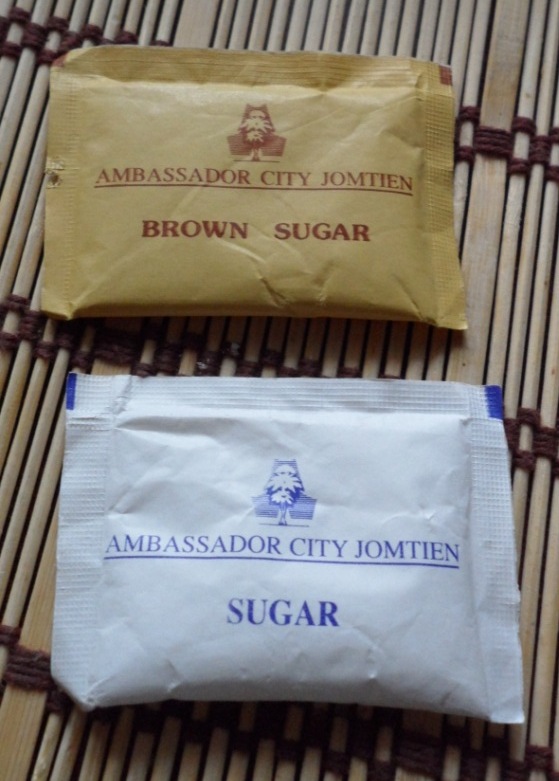 AMBASSADOR CITY JOMTIEN
BROWN SUGAR
AMBASSADOR CITY JOMTIEN
SUGAR